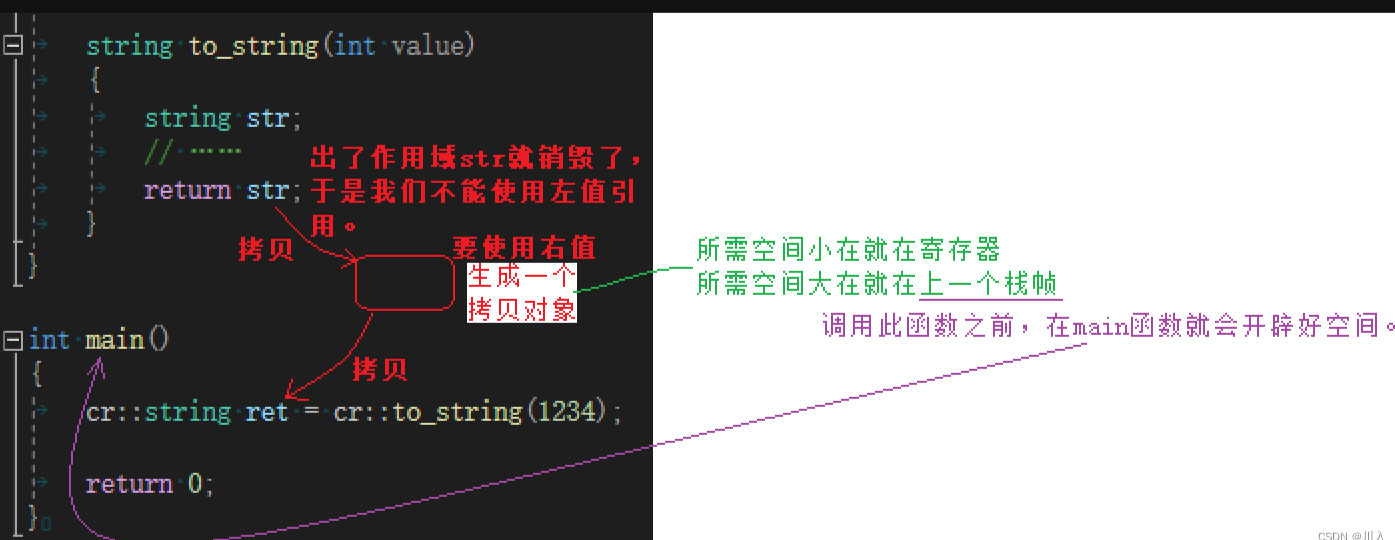 string to_string(int value)
{
string str;
// ……
出了作用域str就销毁了，
return str;
于是我们不能使用左值引
用。
}
拷贝
要使用右值
生成一个
拷贝对象
}
所需空间小在就在寄存器
所需空间大在就在上一个栈帧
调用此函数之前，在main函数就会开辟好空间。
int main()
{
拷贝
cr::string ret = cr::to_string(1234);
return 0;
}
CSDN @川入